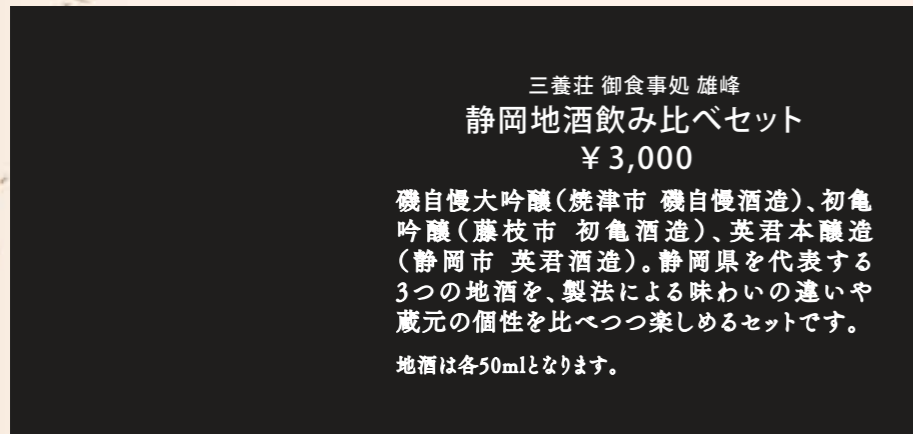 三養荘 御食事処 雄峰
静岡地酒飲み比べセット
￥3,000
磯自慢大吟醸（焼津市 磯自慢酒造）、初亀
吟醸（藤枝市 初亀酒造）、英君本醸造
（静岡市 英君酒造）。静岡県を代表する
3つの地酒を、製法による味わいの違いや
蔵元の個性を比べつつ楽しめるセットです。
地酒は各50mlとなります。